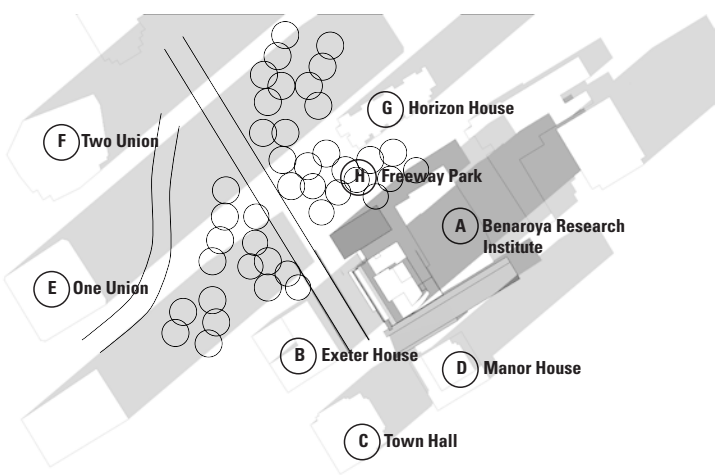 G Horizon House
F Two Union
H Freeway Park
A Benaroya Research
Institute
E One Union
B Exeter House
D Manor House
C Town Hall